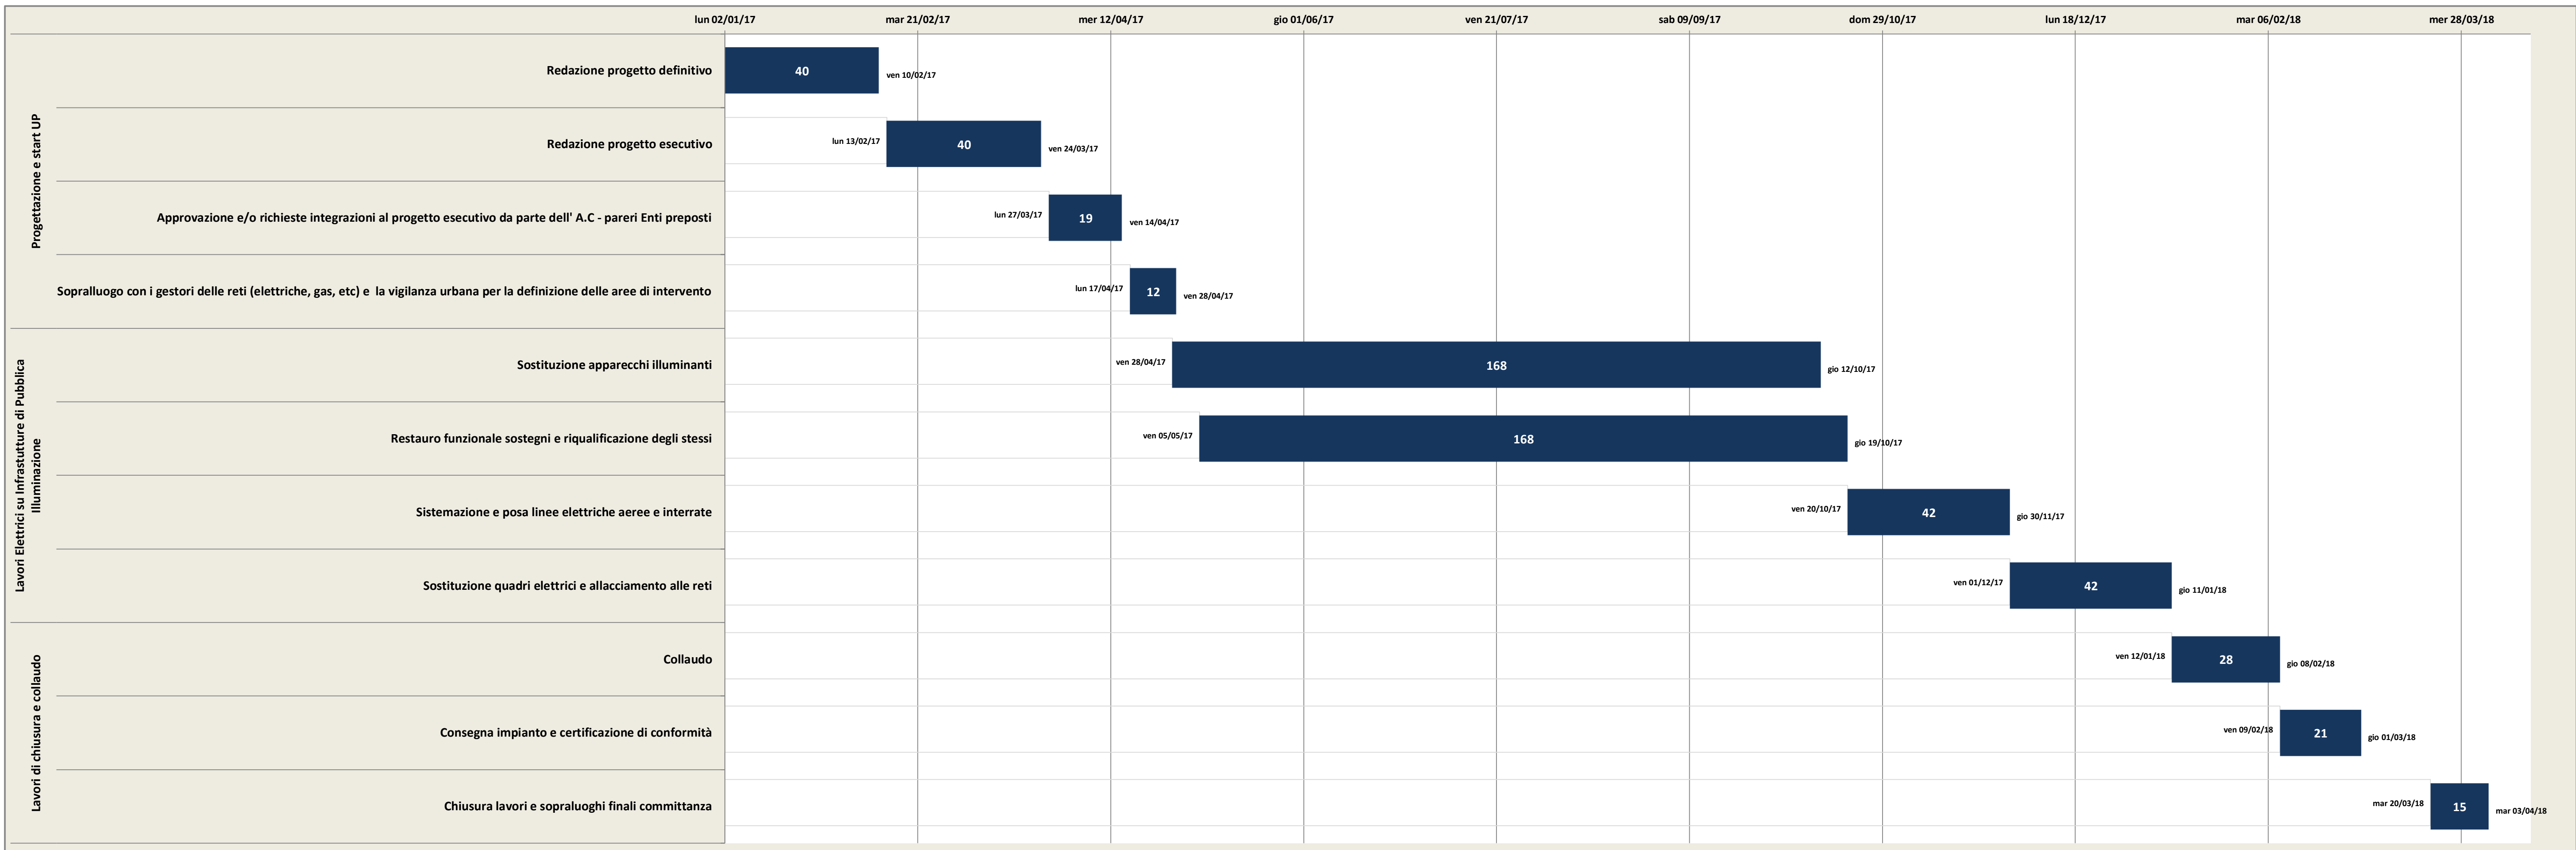 lun 02/01/17 mar 21/02/17 mer 12/04/17 gio 01/06/17 ven 21/07/17 sab 09/09/17 dom 29/10/17 lun 18/12/17 mar 06/02/18 mer 28/03/18
Progettazione e start UP
Redazione progetto definitivo 40 ven 10/02/17
Redazione progetto esecutivo lun 13/02/17 40 ven 24/03/17
Approvazione e/o richieste integrazioni al progetto esecutivo da parte dell' A.C - pareri Enti preposti lun 27/03/17 19 ven 14/04/17
Sopralluogo con i gestori delle reti (elettriche, gas, etc) e la vigilanza urbana per la definizione delle aree di intervento lun 17/04/17 12 ven 28/04/17
Lavori Elettrici su Infrastutture di Pubblica
Illuminazione
Sostituzione apparecchi illuminanti ven 28/04/17 168 gio 12/10/17
Restauro funzionale sostegni e riqualificazione degli stessi ven 05/05/17 168 gio 19/10/17
Sistemazione e posa linee elettriche aeree e interrate ven 20/10/17 42 gio 30/11/17
Sostituzione quadri elettrici e allacciamento alle reti ven 01/12/17 42 gio 11/01/18
Lavori di chiusura e collaudo
Collaudo ven 12/01/18 28 gio 08/02/18
Consegna impianto e certificazione di conformità ven 09/02/18 21 gio 01/03/18
Chiusura lavori e sopraluoghi finali committanza mar 20/03/18 15 mar 03/04/18